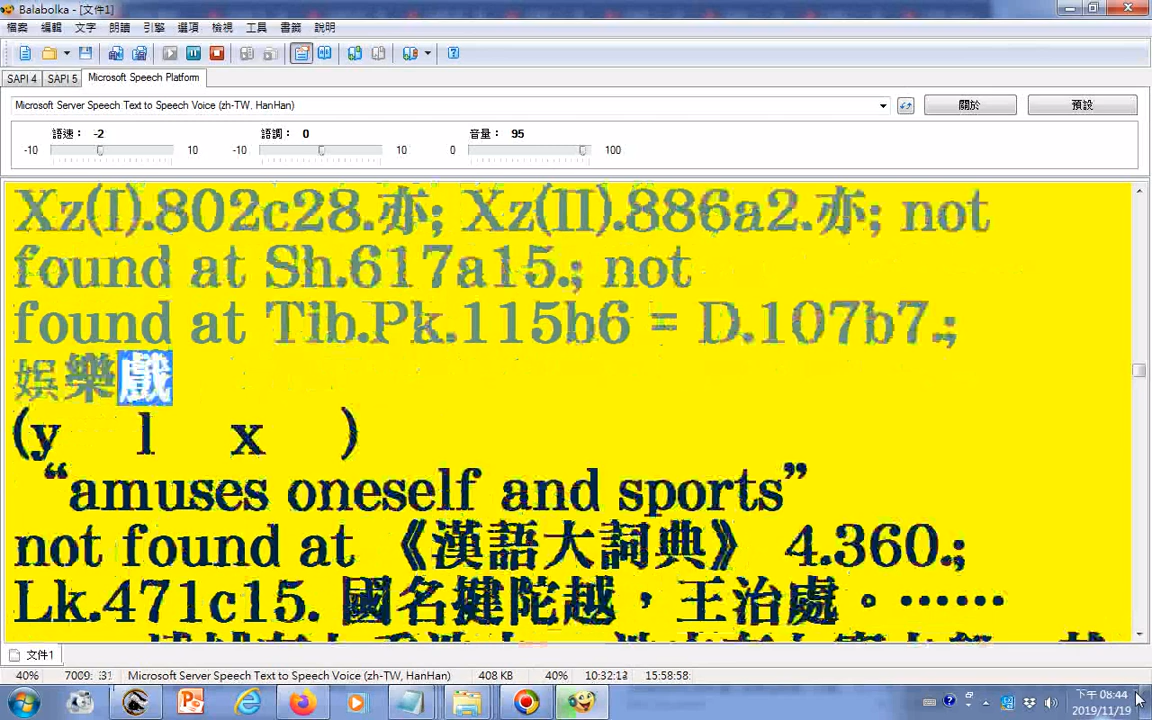 Balabolka - [文件1]
檔案 編輯 文字 朗讀 引擎 選項 檢視 工具 書籤 說明
SAPI 4 SAPI 5 Microsoft Speech Platform
Microsoft Server Speech Text to Speech Voice (zh-TW, HanHan)
關於 預設
語速： -2 語調： 0 音量： 95
-10 10 -10 10 0 100
Xz(I).802c28.亦; Xz(II).886a2.亦; not
found at Sh.617a15.; not
found at Tib.Pk.115b6 = D.107b7.;
娛樂戲
(y l x )
“amuses oneself and sports”
not found at 《漢語大詞典》 4.360.;
Lk.471c15. 國名揵陀越，王治處。……
文件1
40% 7009: 31 Microsoft Server Speech Text to Speech Voice (zh-TW, HanHan) 408 KB 40% 10:32:12 15:58:58
下午 08:44
2019/11/19